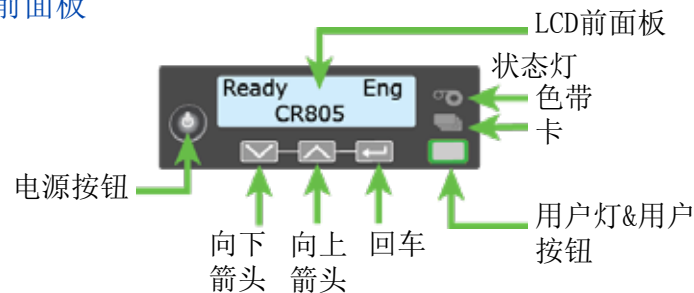 前面板
LCD前面板
状态灯
色带
卡
Ready Eng
CR805
电源按钮
向下
箭头
向上
箭头
回车
用户灯&用户
按钮